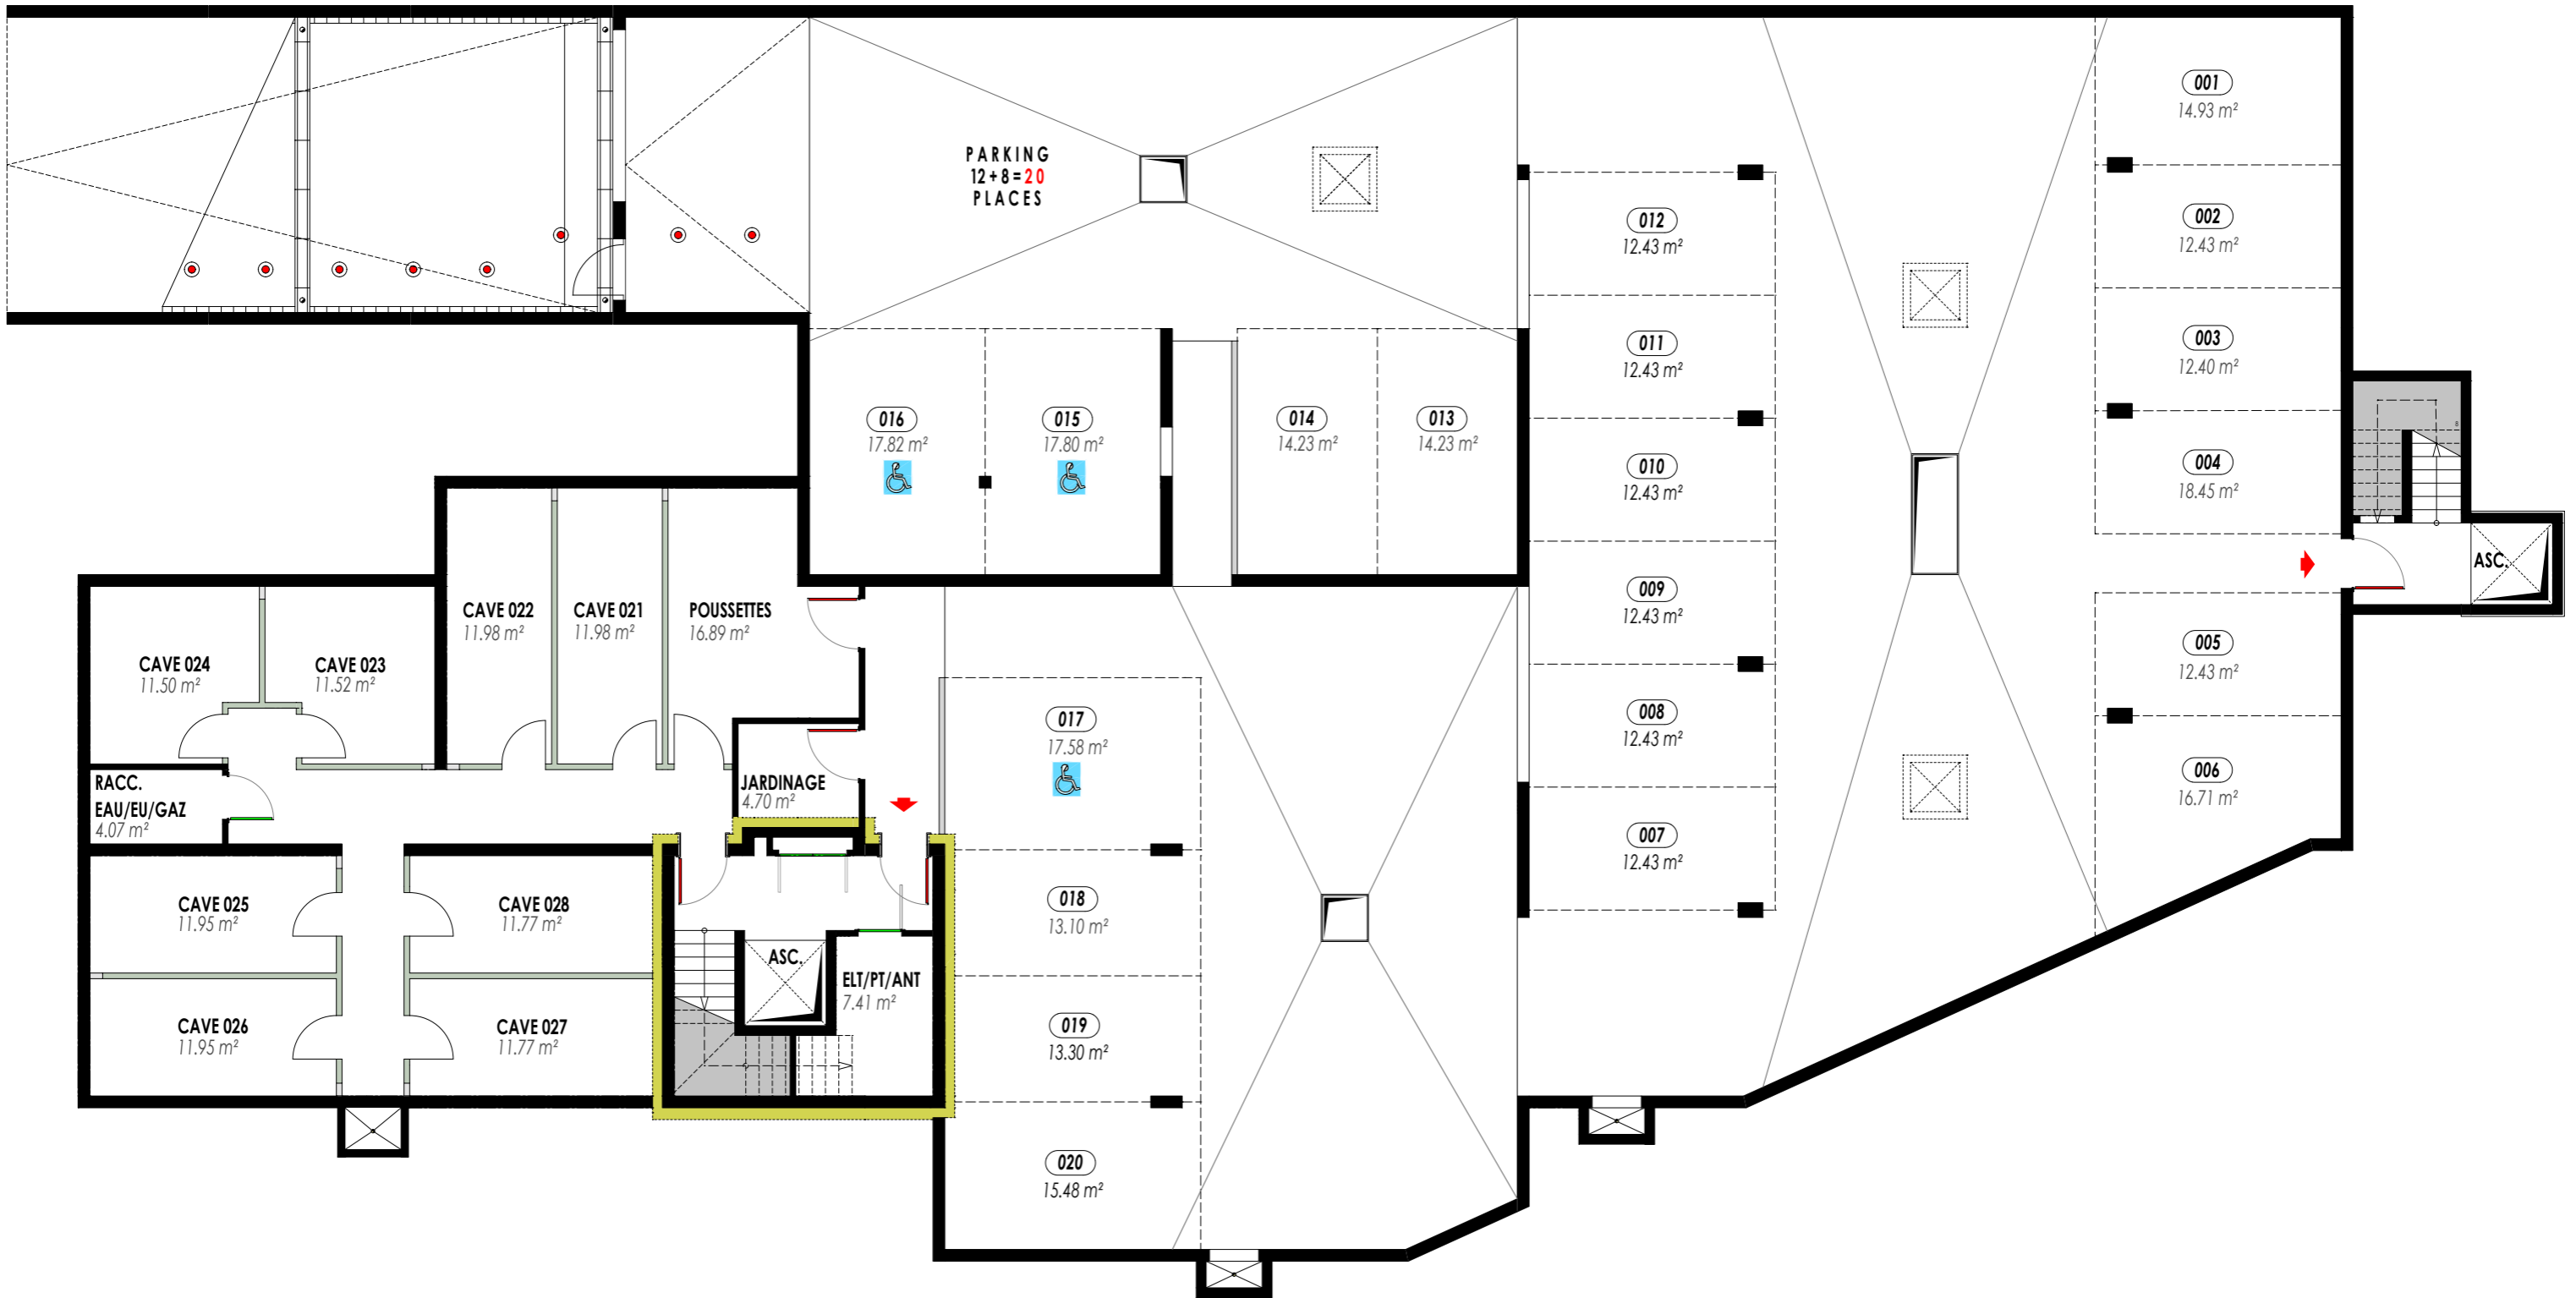 PARKING
12+8=20
PLACES
001
14.93 m²
002
12.43 m²
003
12.40 m²
004
18.45 m²
005
12.43 m²
006
16.71 m²
012
12.43 m²
011
12.43 m²
010
12.43 m²
009
12.43 m²
008
12.43 m²
007
12.43 m²
016
17.82 m²
015
17.80 m²
014
14.23 m²
013
14.23 m²
8
ASC.
CAVE 022
11.98 m²
CAVE 021
11.98 m²
POUSSETTES
16.89 m²
CAVE 024
11.50 m²
CAVE 023
11.52 m²
RACC.
EAU/EU/GAZ
4.07 m²
JARDINAGE
4.70 m²
017
17.58 m²
018
13.10 m²
019
13.30 m²
020
15.48 m²
CAVE 025
11.95 m²
CAVE 028
11.77 m²
CAVE 026
11.95 m²
CAVE 027
11.77 m²
ASC.
ELT/PT/ANT
7.41 m²